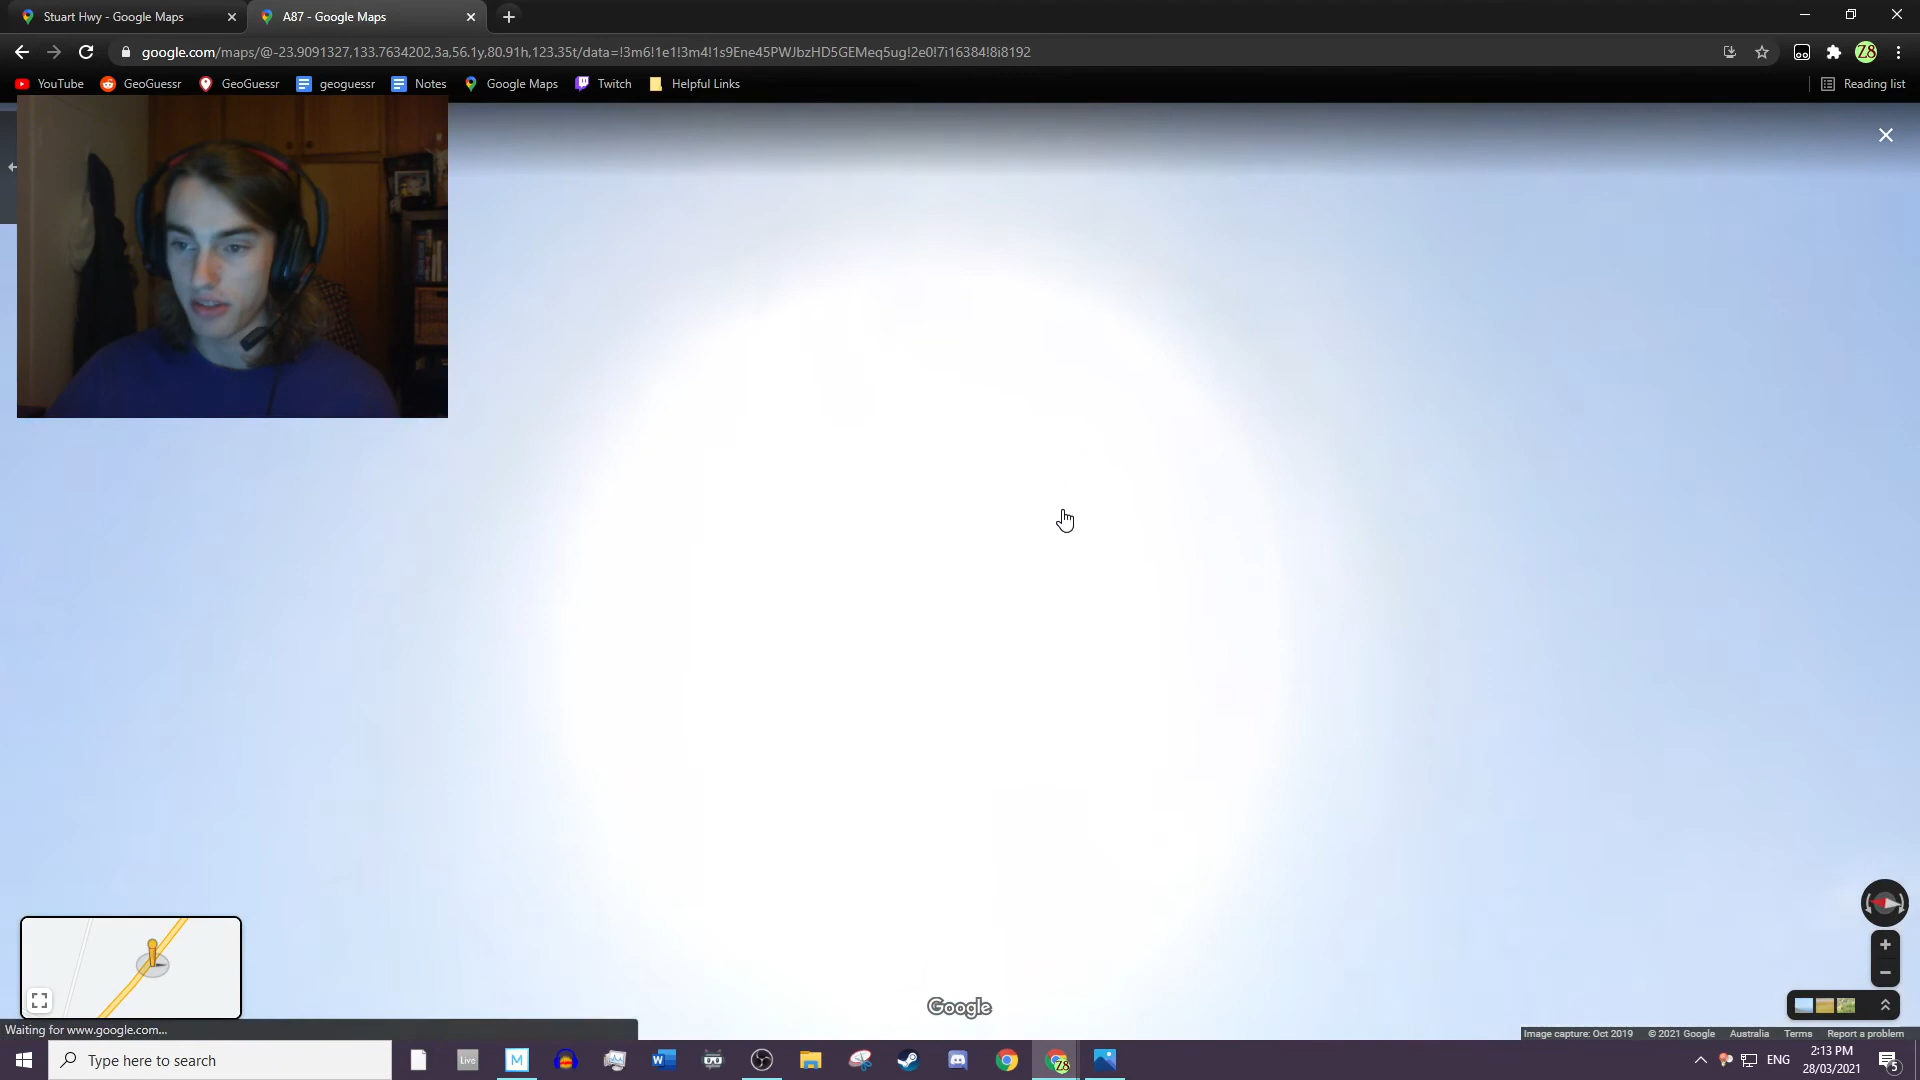 Stuart Hwy - Google Maps
A87 - Google Maps
google.com/maps/@-23.9091327,133.7634202,3a,56.1y,80.91h,123.35t/data=!3m6!1e1!3m4!1s9Ene45PWJbzHD5GEMeq5ug!2e0!7i16384!8i8192
YouTube
GeoGuessr
GeoGuessr
geoguessr
Notes
Google Maps
Twitch
Helpful Links
Reading list
Google
Waiting for www.google.com...
Image capture: Oct 2019 © 2021 Google Australia Terms Report a problem
Type here to search
Live
M
W
Z8
ENG
2:13 PM
28/03/2021
5